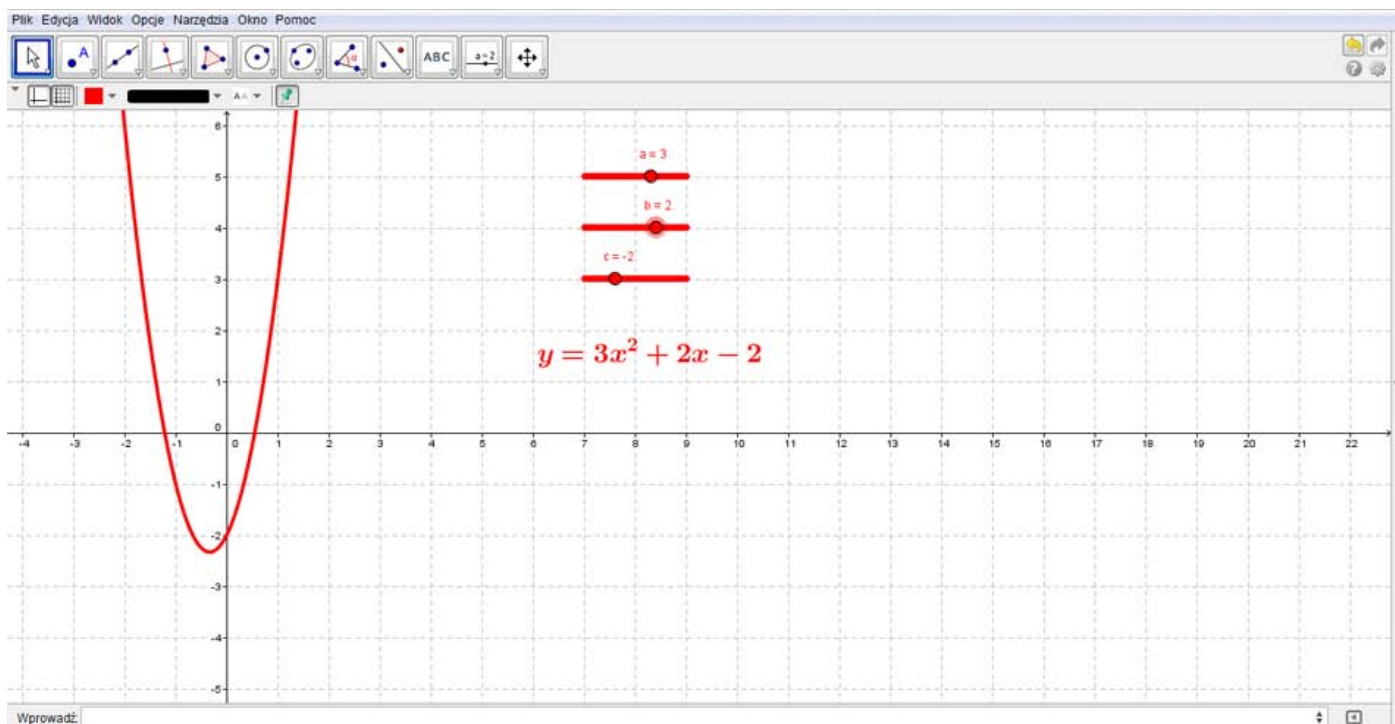 Plik Edycja Widok Opcje Narzędzia Okno Pomoc
A α ABC a=2
AA
a = 3
b = 2
c = -2
y = 3x² + 2x − 2
6
5
4
3
2
1
0
-4 -3 -2 -1 0 1 2 3 4 5 6 7 8 9 10 11 12 13 14 15 16 17 18 19 20 21 22
-1
-2
-3
-4
-5
Wprowadź: